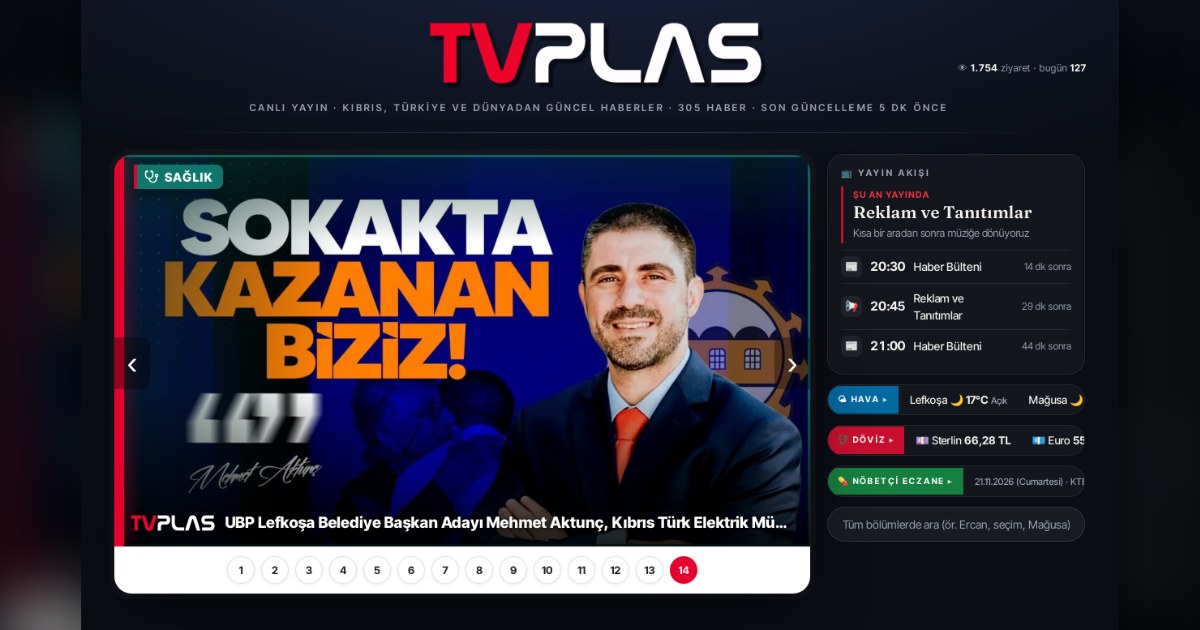 TVPLAS
1.754 ziyaret · bugün 127
CANLI YAYIN · KIBRIS, TÜRKİYE VE DÜNYADAN GÜNCEL HABERLER · 305 HABER · SON GÜNCELLEME 5 DK ÖNCE
SAĞLIK
SOKAKTA
KAZANAN
BİZİZ!
Mehmet Aktunç
TVPLAS UBP Lefkoşa Belediye Başkan Adayı Mehmet Aktunç, Kıbrıs Türk Elektrik Mü...
1 2 3 4 5 6 7 8 9 10 11 12 13 14
YAYIN AKIŞI
ŞU AN YAYINDA
Reklam ve Tanıtımlar
Kısa bir aradan sonra müziğe dönüyoruz
20:30 Haber Bülteni 14 dk sonra
20:45 Reklam ve Tanıtımlar 29 dk sonra
21:00 Haber Bülteni 44 dk sonra
HAVA ▸ Lefkoşa 17°C Açık Mağusa
DÖVİZ ▸ Sterlin 66,28 TL Euro 55
NÖBETÇİ ECZANE ▸ 21.11.2026 (Cumartesi) · KTE
Tüm bölümlerde ara (ör. Ercan, seçim, Mağusa)